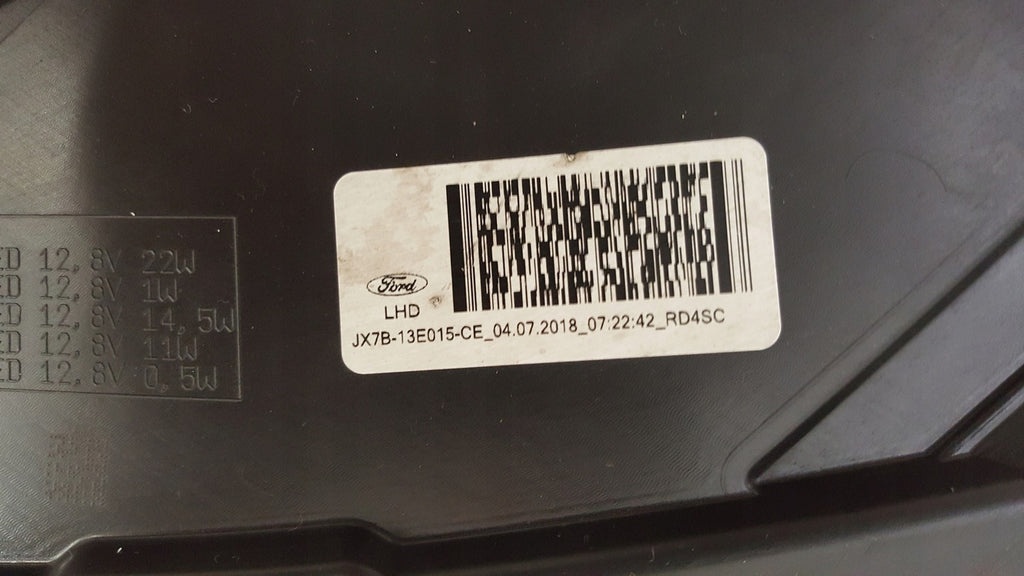 ED 12,8V 22W
ED 12,8V 1W
ED 12,8V 14,5W
ED 12,8V 11W
ED 12,8V 0,5W
Ford
LHD
JX7B-13E015-CE_04.07.2018_07:22:42_RD4SC